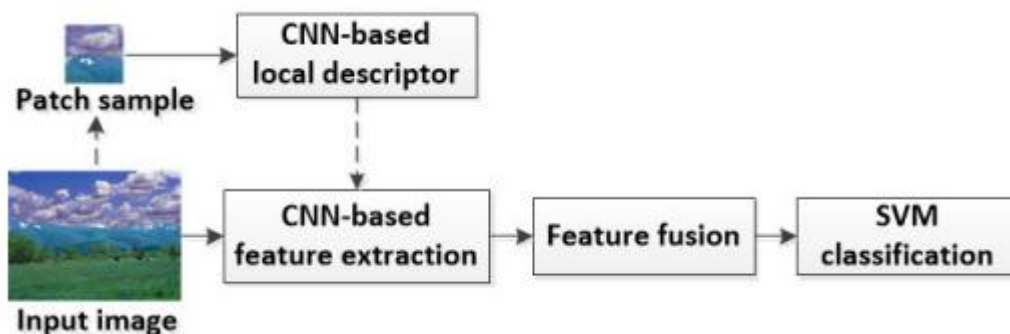 CNN-based
local descriptor
Patch sample
CNN-based
feature extraction
Feature fusion
SVM
classification
Input image